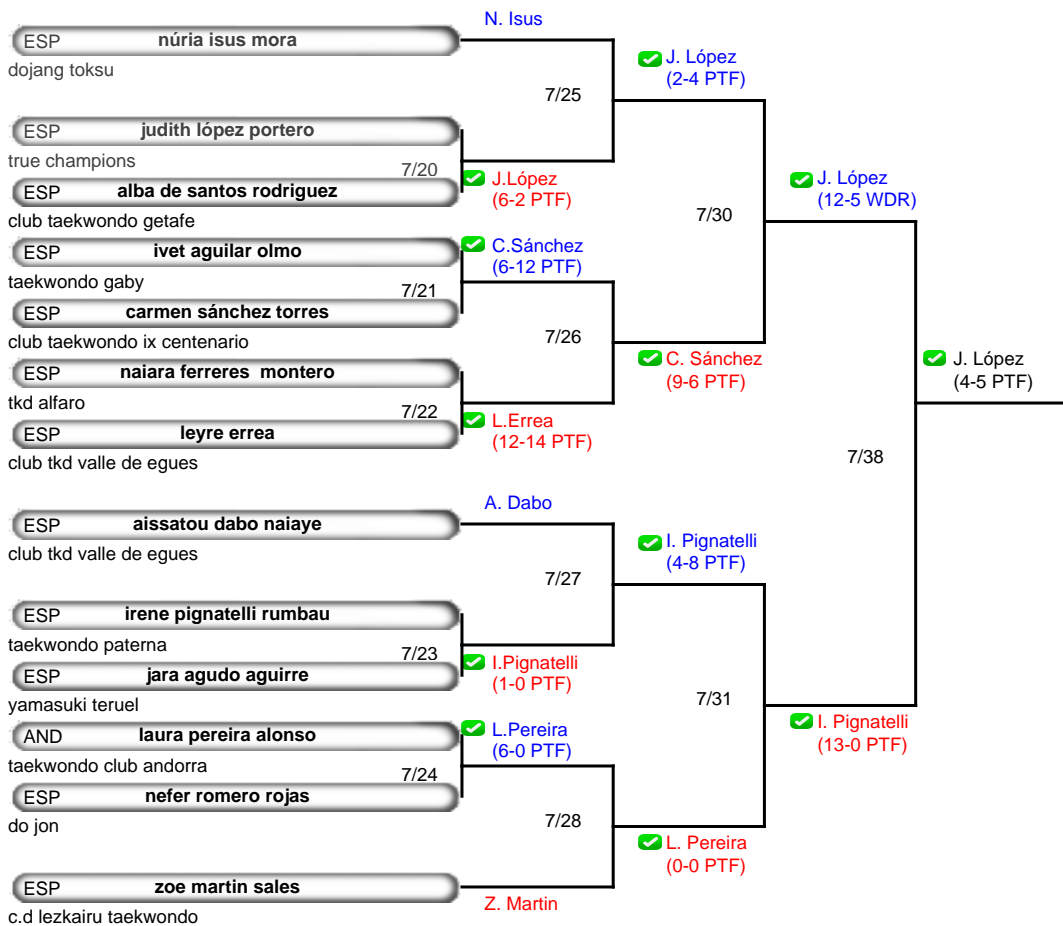 N. Isus
ESP núria isus mora
dojang toksu
J. López
(2-4 PTF)
7/25
ESP judith lópez portero
true champions
7/20
J.López
(6-2 PTF)
ESP alba de santos rodriguez
club taekwondo getafe
J. López
(12-5 WDR)
7/30
ESP ivet aguilar olmo
taekwondo gaby
C.Sánchez
(6-12 PTF)
7/21
ESP carmen sánchez torres
club taekwondo ix centenario
7/26
ESP naiara ferreres montero
tkd alfaro
C. Sánchez
(9-6 PTF)
J. López
(4-5 PTF)
7/22
L.Errea
(12-14 PTF)
ESP leyre errea
club tkd valle de egues
7/38
A. Dabo
ESP aissatou dabo naiaye
club tkd valle de egues
I. Pignatelli
(4-8 PTF)
7/27
ESP irene pignatelli rumbau
taekwondo paterna
7/23
I.Pignatelli
(1-0 PTF)
ESP jara agudo aguirre
yamasuki teruel
7/31
I. Pignatelli
(13-0 PTF)
AND laura pereira alonso
taekwondo club andorra
L.Pereira
(6-0 PTF)
7/24
ESP nefer romero rojas
do jon
7/28
L. Pereira
(0-0 PTF)
ESP zoe martin sales
c.d lezkairu taekwondo
Z. Martin